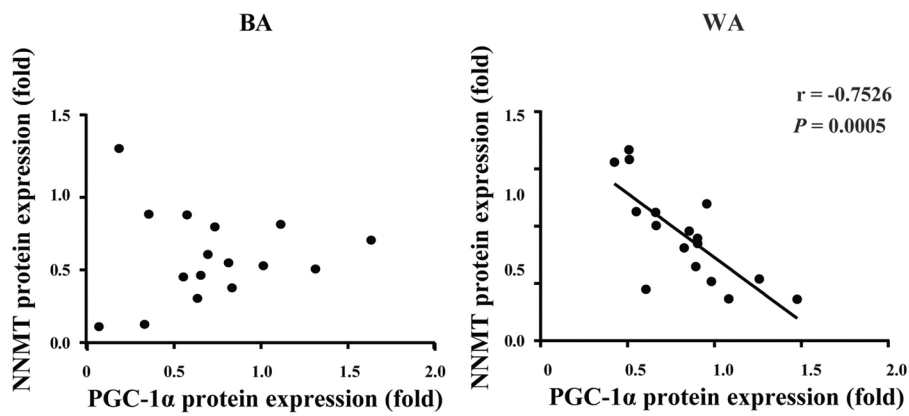 BA
NNMT protein expression (fold)
1.5
1.0
0.5
0.0
0 0.5 1.0 1.5 2.0
PGC-1α protein expression (fold)
WA
r = -0.7526
P = 0.0005
NNMT protein expression (fold)
1.5
1.0
0.5
0.0
0 0.5 1.0 1.5 2.0
PGC-1α protein expression (fold)